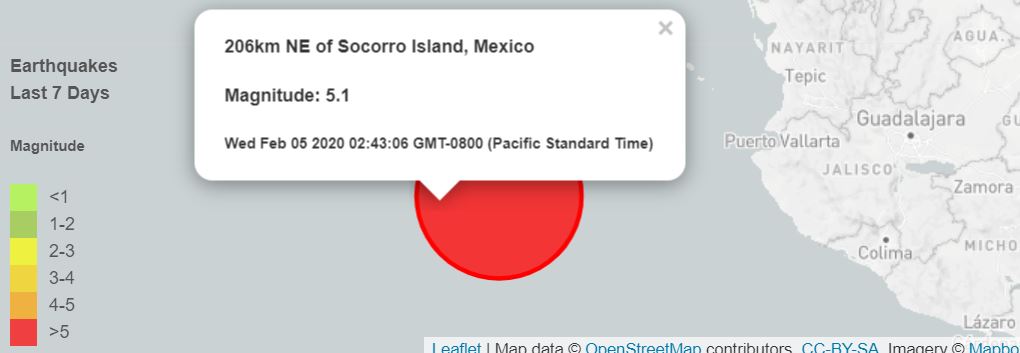 206km NE of Socorro Island, Mexico
×
Magnitude: 5.1
Wed Feb 05 2020 02:43:06 GMT-0800 (Pacific Standard Time)
Earthquakes
Last 7 Days
Magnitude
<1
1-2
2-3
3-4
4-5
>5
NAYARIT
AGUA.
Tepic
Guadalajara
GU
Puerto Vallarta
JALISCO
Zamora
Colima
MICHO
Lázaro
Leaflet | Map data © OpenStreetMap contributors, CC-BY-SA, Imagery © Mapbo